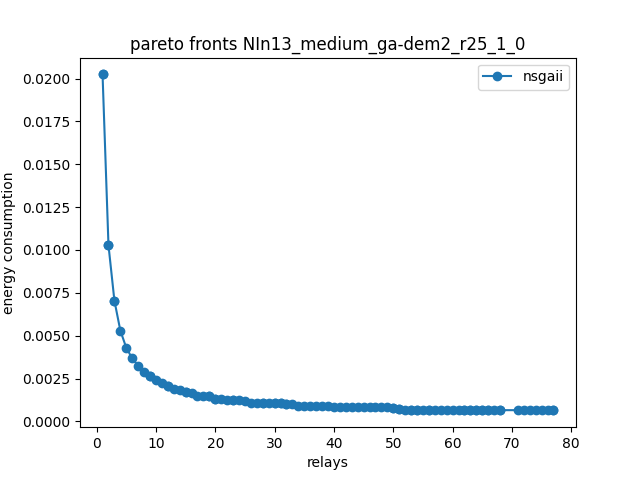 pareto fronts NIn13_medium_ga-dem2_r25_1_0
nsgaii
energy consumption
0.0200
0.0175
0.0150
0.0125
0.0100
0.0075
0.0050
0.0025
0.0000
0 10 20 30 40 50 60 70 80
relays